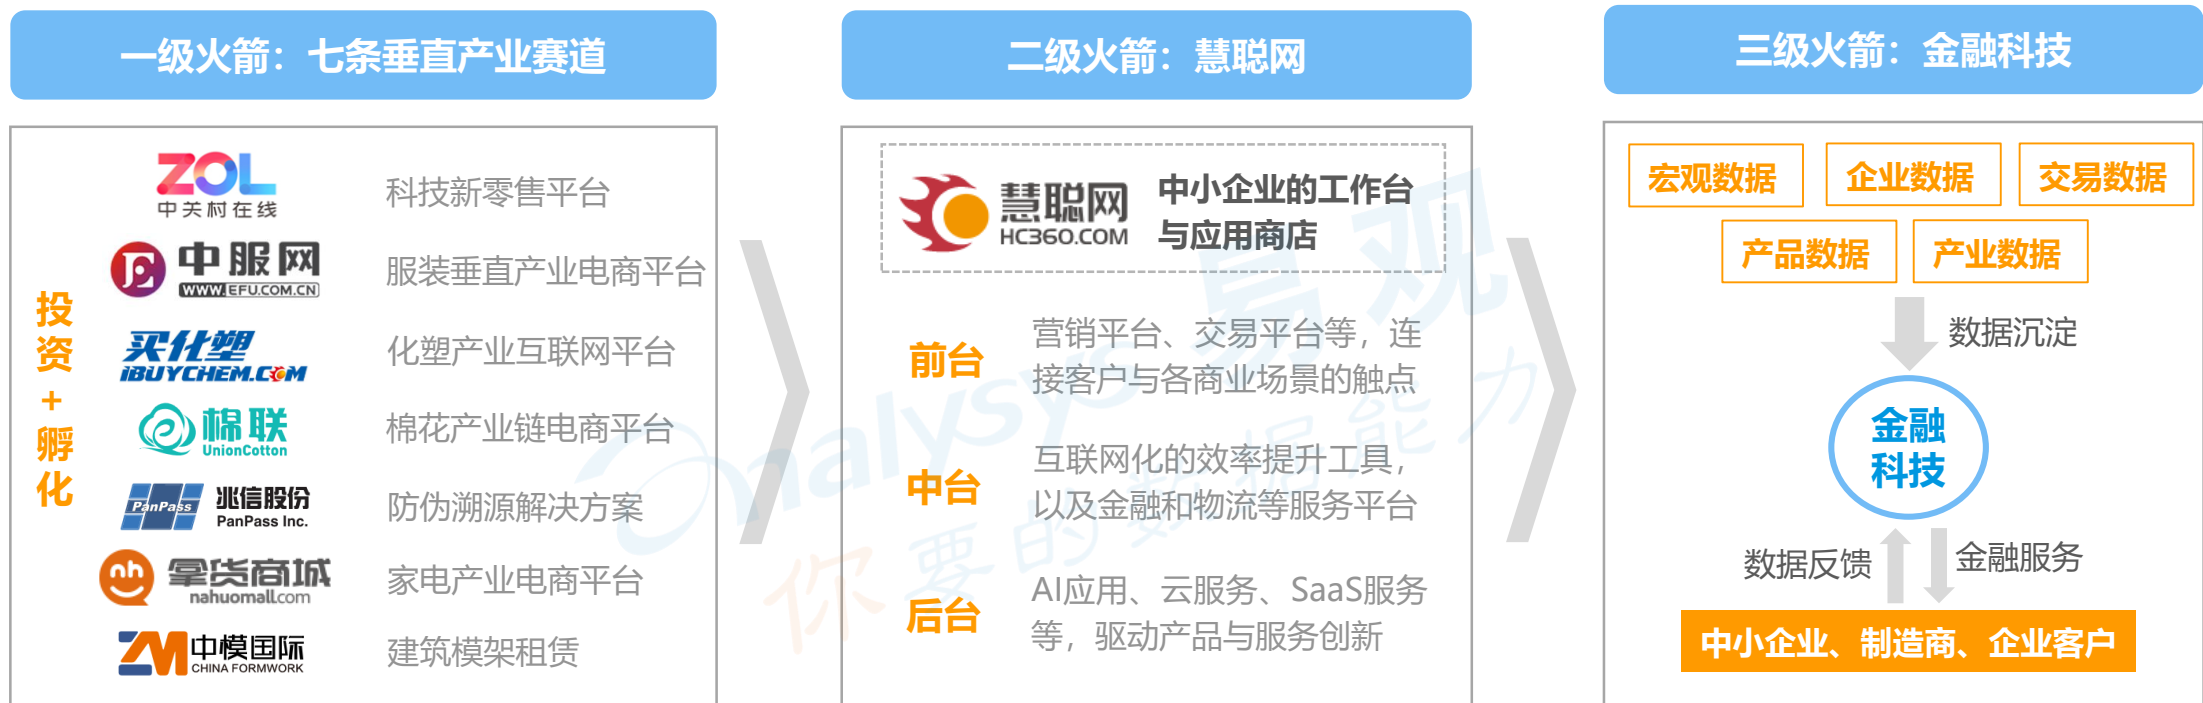 一级火箭：七条垂直产业赛道
投资+孵化
ZOL
中关村在线
科技新零售平台
中服网
WWW.EFU.COM.CN
服装垂直产业电商平台
买化塑
iBUYCHEM.COM
化塑产业互联网平台
棉联
UnionCotton
棉花产业链电商平台
PanPass
兆信股份
PanPass Inc.
防伪溯源解决方案
nh
拿货商城
nahuomall.com
家电产业电商平台
ZM
中模国际
CHINA FORMWORK
建筑模架租赁
二级火箭：慧聪网
慧聪网
HC360.COM
中小企业的工作台
与应用商店
前台
营销平台、交易平台等，连
接客户与各商业场景的触点
中台
互联网化的效率提升工具，
以及金融和物流等服务平台
后台
AI应用、云服务、SaaS服务
等，驱动产品与服务创新
三级火箭：金融科技
宏观数据
企业数据
交易数据
产品数据
产业数据
数据沉淀
金融
科技
数据反馈
金融服务
中小企业、制造商、企业客户
analysys 易观
你要的数据能力